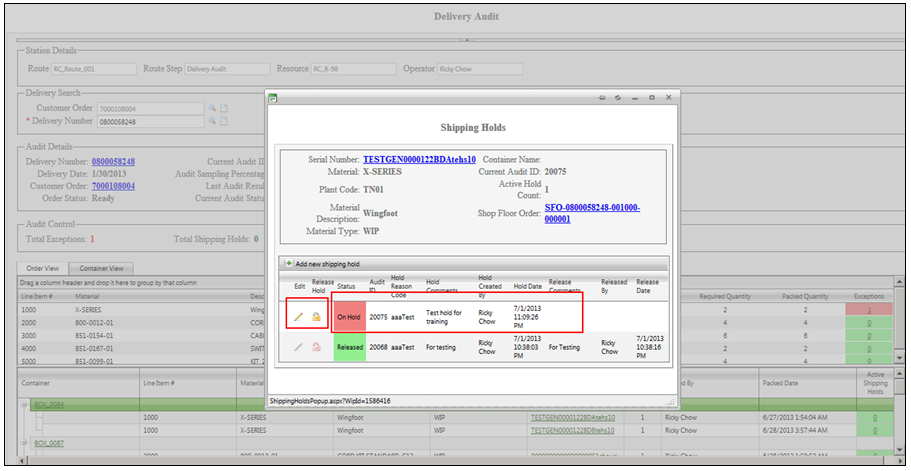 Delivery Audit
Station Details
Route RC_Route_001 Route Step Delivery Audit Resource RC_R-98 Operator Ricky Chow
Delivery Search
Customer Order 7000108004
* Delivery Number 0800058248
Audit Details
Delivery Number: 0800058248 Current Audit ID
Delivery Date: 1/30/2013 Audit Sampling Percentag
Customer Order: 7000108004 Last Audit Resul
Order Status: Ready Current Audit Statu
Audit Control
Total Exceptions: 1 Total Shipping Holds: 0
Order View Container View
Drag a column header and drop it here to group by that column
Line Item # Material Desc Required Quantity Packed Quantity Exceptions
1000 X-SERIES Wing 2 2 1
2000 800-0012-01 COR 4 4 0
3000 851-0154-01 CABI 6 6 0
4000 851-0167-01 SWIT 2 2 0
5000 851-0099-01 KIT, 2 4 4 0
Container Line Item # Material d By Packed Date Active Shipping Holds
BOX_0084
1000 X-SERIES Wingfoot WIP TESTGEN0000122BDAtehs10 1 Ricky Chow 6/27/2013 1:54:04 AM 0
1000 X-SERIES Wingfoot WIP TESTGEN0000122BDBtehs10 1 Ricky Chow 6/28/2013 3:57:44 AM 0
BOX_0087
Shipping Holds
Serial Number: TESTGEN0000122BDAtehs10 Container Name:
Material: X-SERIES Current Audit ID: 20075
Plant Code: TN01 Active Hold Count: 1
Material Description: Wingfoot Shop Floor Order: SFO-0800058248-001000-000001
Material Type: WIP
Add new shipping hold
Edit Release Hold Status Audit ID Hold Reason Code Hold Comments Hold Created By Hold Date Release Comments Released By Release Date
On Hold 20075 aaaTest Test hold for training Ricky Chow 7/1/2013 11:09:26 PM
Released 20068 aaaTest For testing Ricky Chow 7/1/2013 10:38:03 PM For Testing Ricky Chow 7/1/2013 10:38:16 PM
ShippingHoldsPopup.aspx?WipId=1586416